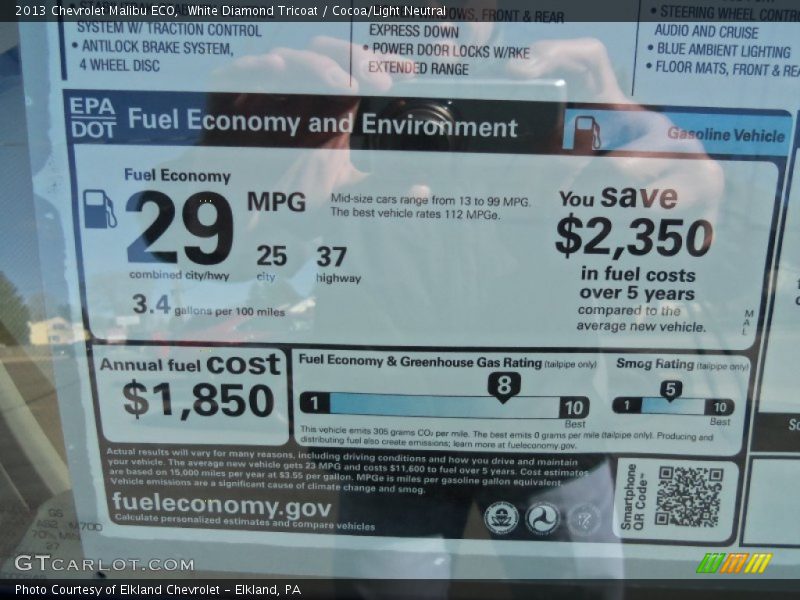 2013 Chevrolet Malibu ECO, White Diamond Tricoat / Cocoa/Light Neutral
SYSTEM W/ TRACTION CONTROL
• ANTILOCK BRAKE SYSTEM,
4 WHEEL DISC
WINDOWS, FRONT & REAR
EXPRESS DOWN
• POWER DOOR LOCKS W/RKE
EXTENDED RANGE
• STEERING WHEEL CONTR
AUDIO AND CRUISE
• BLUE AMBIENT LIGHTING
• FLOOR MATS, FRONT & REA
EPA
DOT
Fuel Economy and Environment
Gasoline Vehicle
Fuel Economy
29 MPG
combined city/hwy
25
city
37
highway
3.4 gallons per 100 miles
Mid-size cars range from 13 to 99 MPG.
The best vehicle rates 112 MPGe.
You save
$2,350
in fuel costs
over 5 years
compared to the
average new vehicle.
M
A
L
Annual fuel cost
$1,850
Fuel Economy & Greenhouse Gas Rating (tailpipe only)
8
1
10
Best
Smog Rating (tailpipe only)
5
1
10
Best
This vehicle emits 305 grams CO₂ per mile. The best emits 0 grams per mile (tailpipe only). Producing and
distributing fuel also create emissions; learn more at fueleconomy.gov.
Actual results will vary for many reasons, including driving conditions and how you drive and maintain
your vehicle. The average new vehicle gets 23 MPG and costs $11,600 to fuel over 5 years. Cost estimates
are based on 15,000 miles per year at $3.55 per gallon. MPGe is miles per gasoline gallon equivalent.
Vehicle emissions are a significant cause of climate change and smog.
fueleconomy.gov
Calculate personalized estimates and compare vehicles
Smartphone
QR Code™
GS
AS2 M700
70% MIN
27
GTCARLOT.COM
Photo Courtesy of Elkland Chevrolet - Elkland, PA